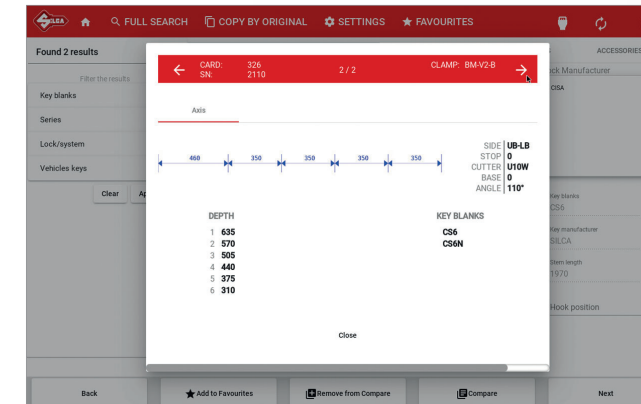 SILCA
FULL SEARCH
COPY BY ORIGINAL
SETTINGS
FAVOURITES
Found 2 results
ACCESSORIES
Filter the results
Key blanks
Series
Lock/system
Vehicles keys
Clear
CARD: 326
SN: 2110
2 / 2
CLAMP: BM-V2-B
Axis
460 350 350 350 350
SIDE UB-LB
STOP 0
CUTTER U10W
BASE 0
ANGLE 110°
DEPTH
1 635
2 570
3 505
4 440
5 375
6 310
KEY BLANKS
CS6
CS6N
Close
Manufacturer
CISA
Key blanks
CS6
Key manufacturer
SILCA
Stem length
1970
Hook position
Back
Add to Favourites
Remove from Compare
Compare
Next